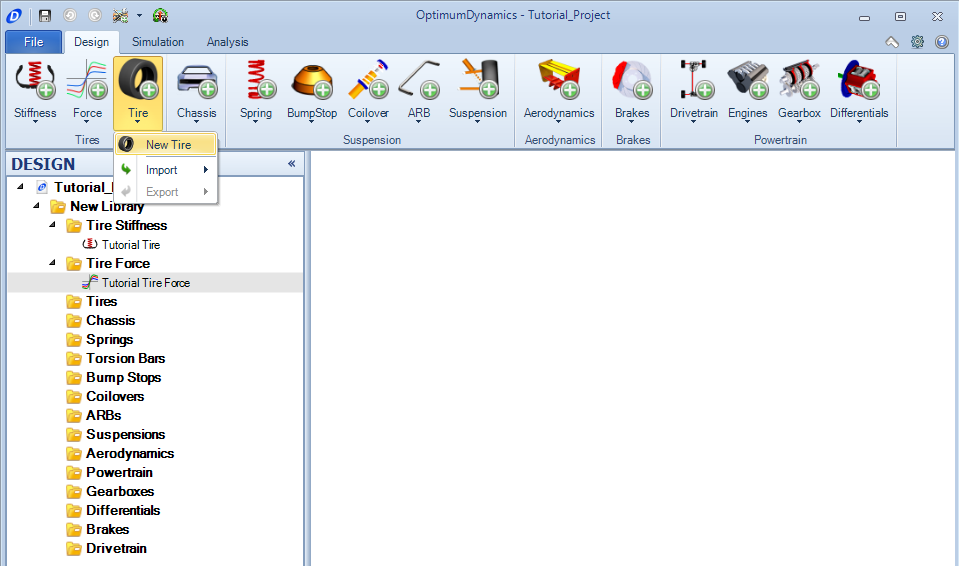 OptimumDynamics - Tutorial_Project
File Design Simulation Analysis
Stiffness Force Tire Chassis Spring BumpStop Coilover ARB Suspension Aerodynamics Brakes Drivetrain Engines Gearbox Differentials
Tires Suspension Aerodynamics Brakes Powertrain
New Tire
Import
Export
DESIGN
Tutorial_
New Library
Tire Stiffness
Tutorial Tire
Tire Force
Tutorial Tire Force
Tires
Chassis
Springs
Torsion Bars
Bump Stops
Coilovers
ARBs
Suspensions
Aerodynamics
Powertrain
Gearboxes
Differentials
Brakes
Drivetrain